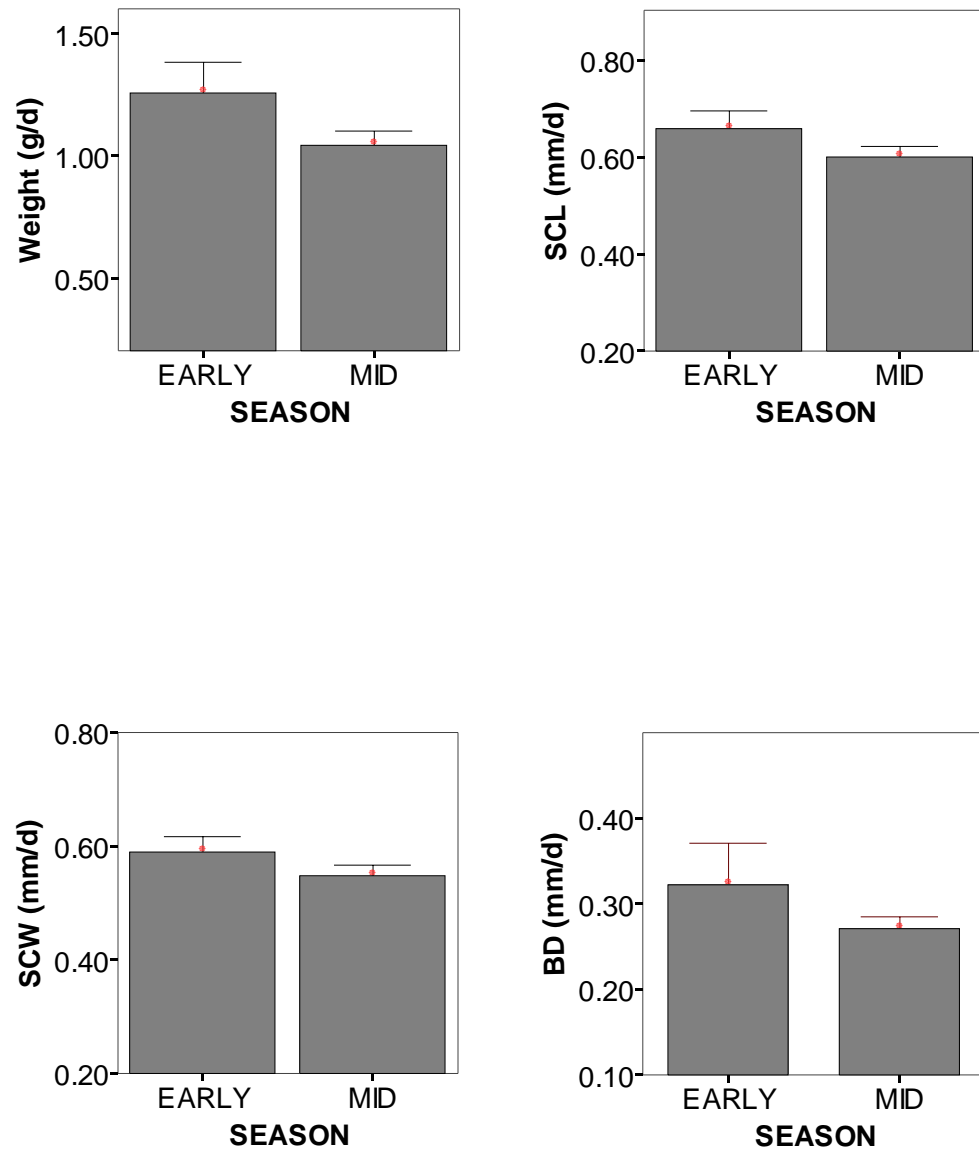 1.50
1.00
0.50
Weight (g/d)
EARLY MID
SEASON
0.80
0.60
0.40
0.20
SCL (mm/d)
EARLY MID
SEASON
0.80
0.60
0.40
0.20
SCW (mm/d)
EARLY MID
SEASON
0.40
0.30
0.20
0.10
BD (mm/d)
EARLY MID
SEASON